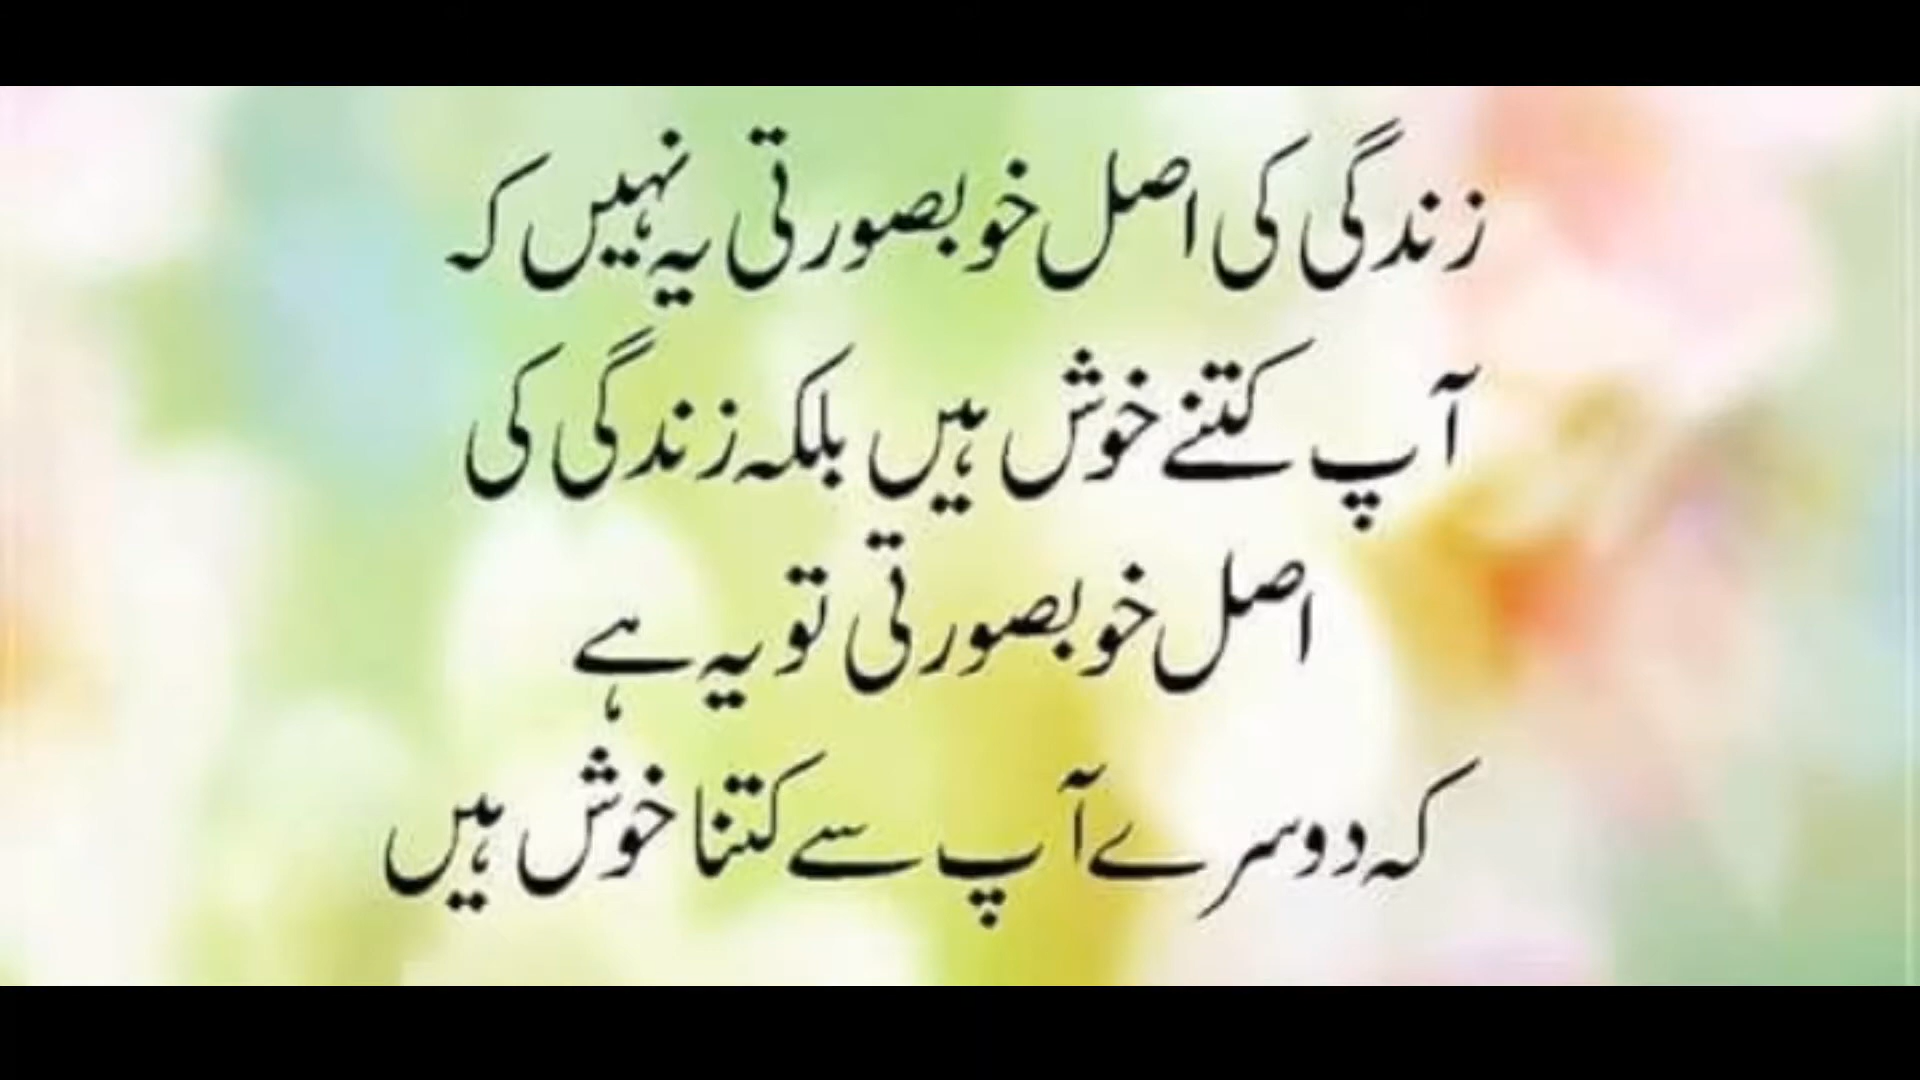 زندگی کی اصل خوبصورتی یہ نہیں کہ
آپ کتنے خوش ہیں بلکہ زندگی کی
اصل خوبصورتی تو یہ ہے
کہ دوسرے آپ سے کتنا خوش ہیں